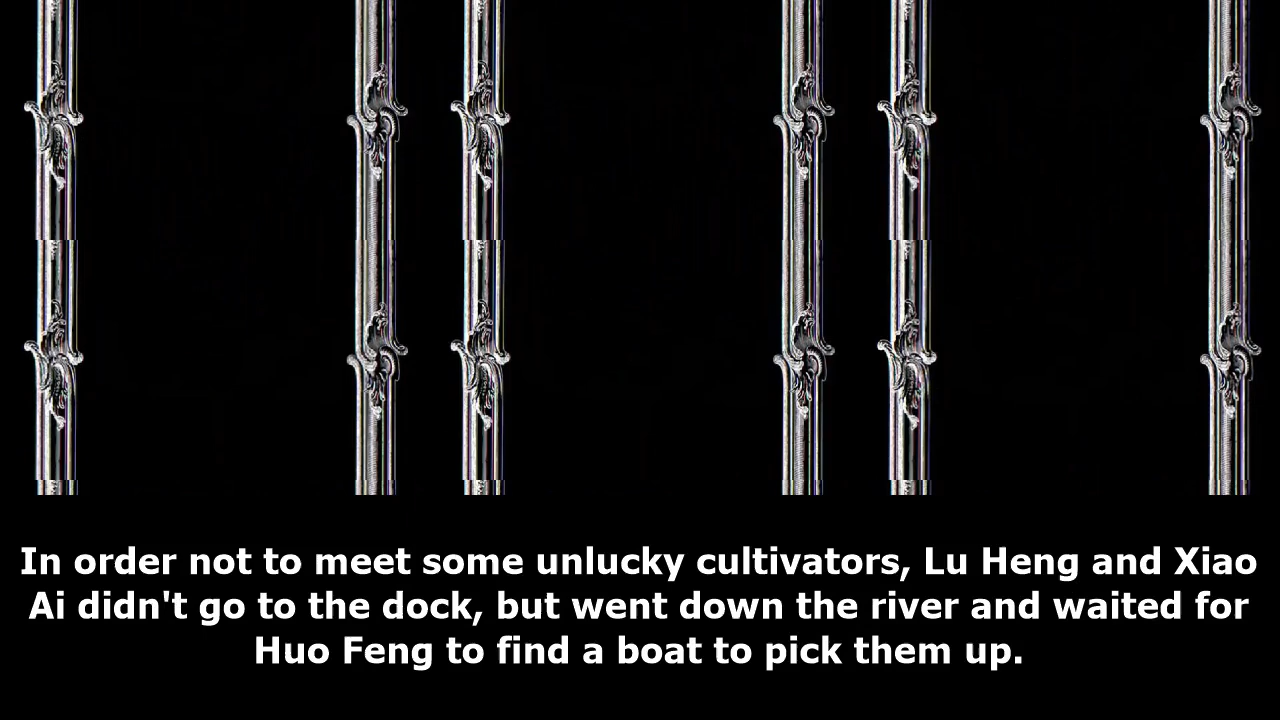 In order not to meet some unlucky cultivators, Lu Heng and Xiao
Ai didn't go to the dock, but went down the river and waited for
Huo Feng to find a boat to pick them up.